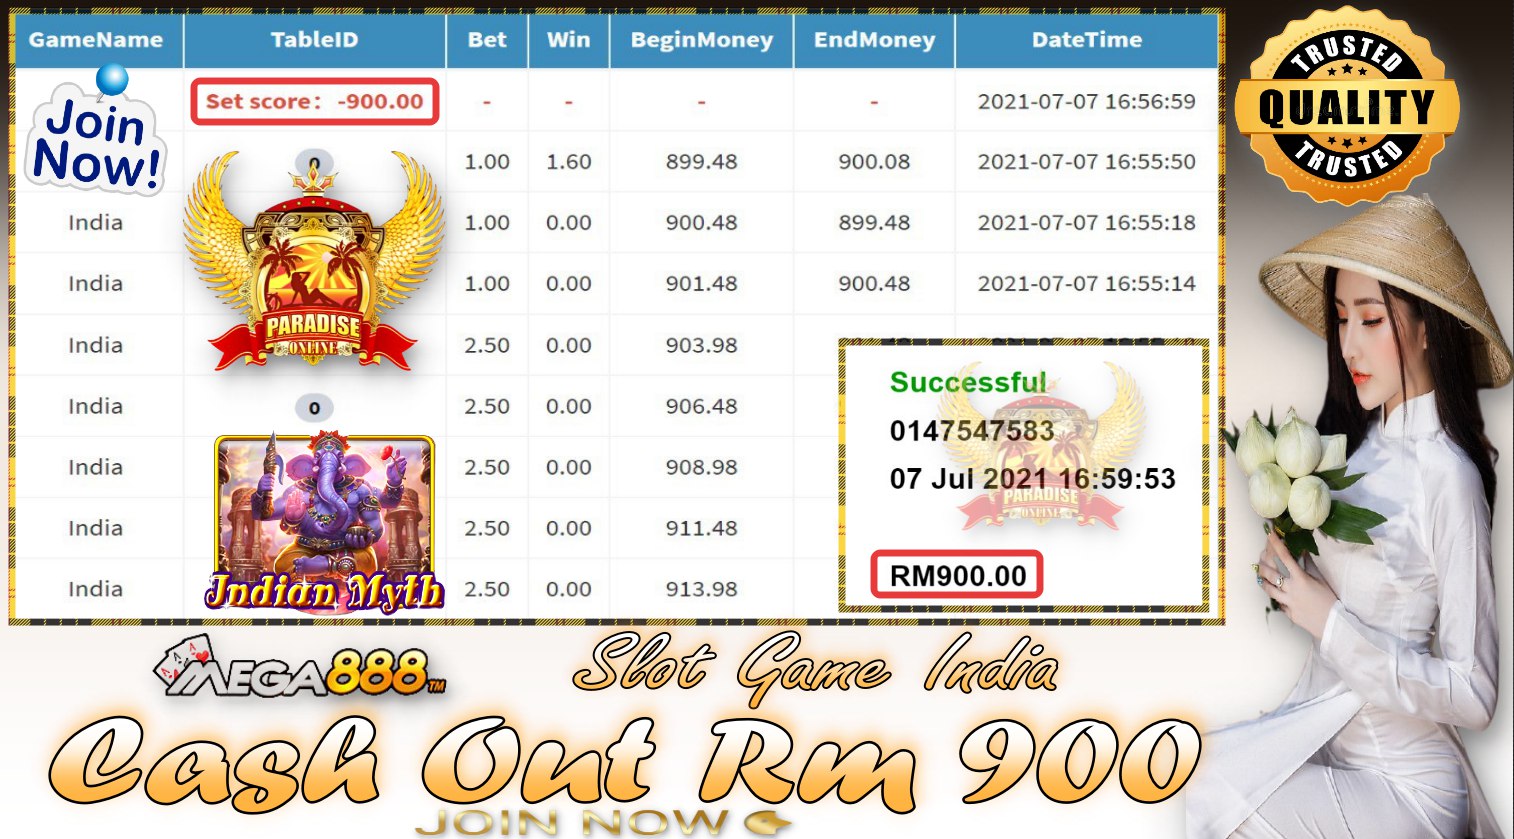 GameName TableID Bet Win BeginMoney EndMoney DateTime
Set score: -900.00 - - - - 2021-07-07 16:56:59
Join
Now!
0 1.00 1.60 899.48 900.08 2021-07-07 16:55:50
India 1.00 0.00 900.48 899.48 2021-07-07 16:55:18
India 1.00 0.00 901.48 900.48 2021-07-07 16:55:14
India 2.50 0.00 903.98
India 0 2.50 0.00 906.48
India 2.50 0.00 908.98
India 2.50 0.00 911.48
India 2.50 0.00 913.98
PARADISE
ONLINE
Indian Myth
Successful
0147547583
07 Jul 2021 16:59:53
PARADISE
ONLINE
RM900.00
TRUSTED
QUALITY
TRUSTED
MEGA888 TM
Slot Game India
Cash Out Rm 900
JOIN NOW